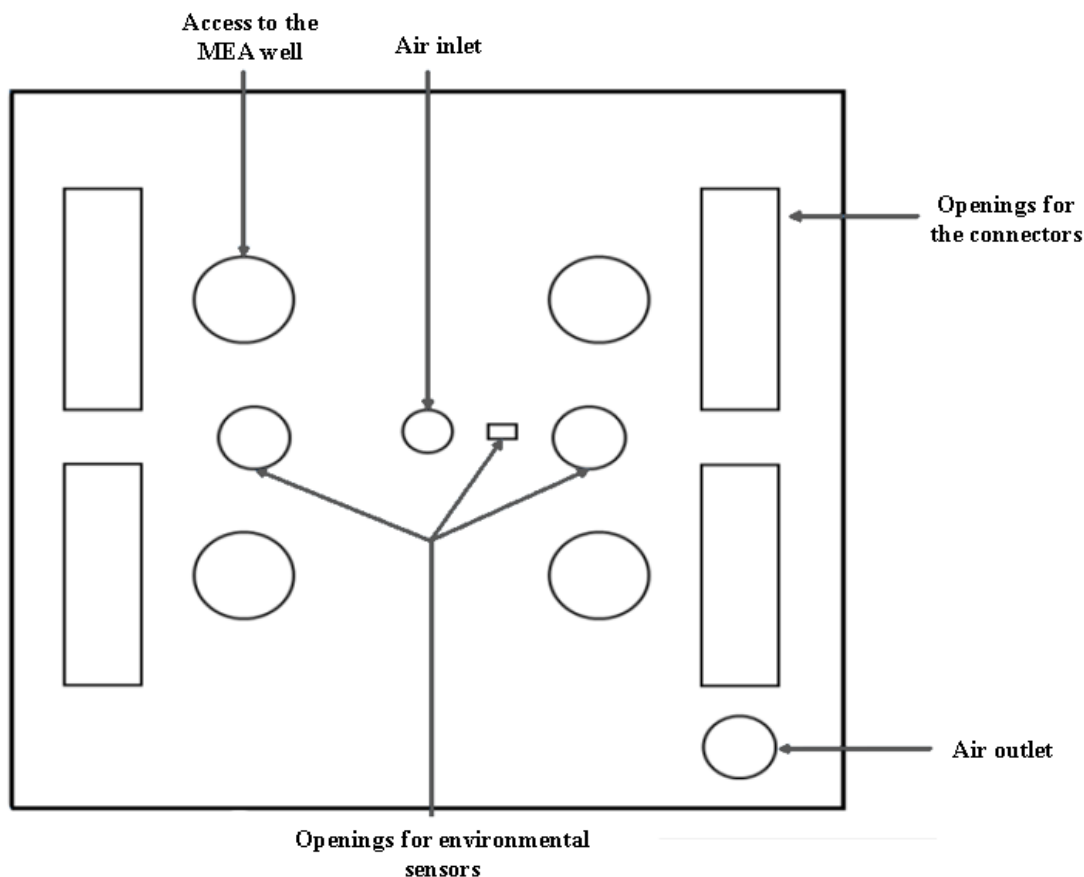 Access to the
MEA well
Air inlet
Openings for
the connectors
Air outlet
Openings for environmental
sensors